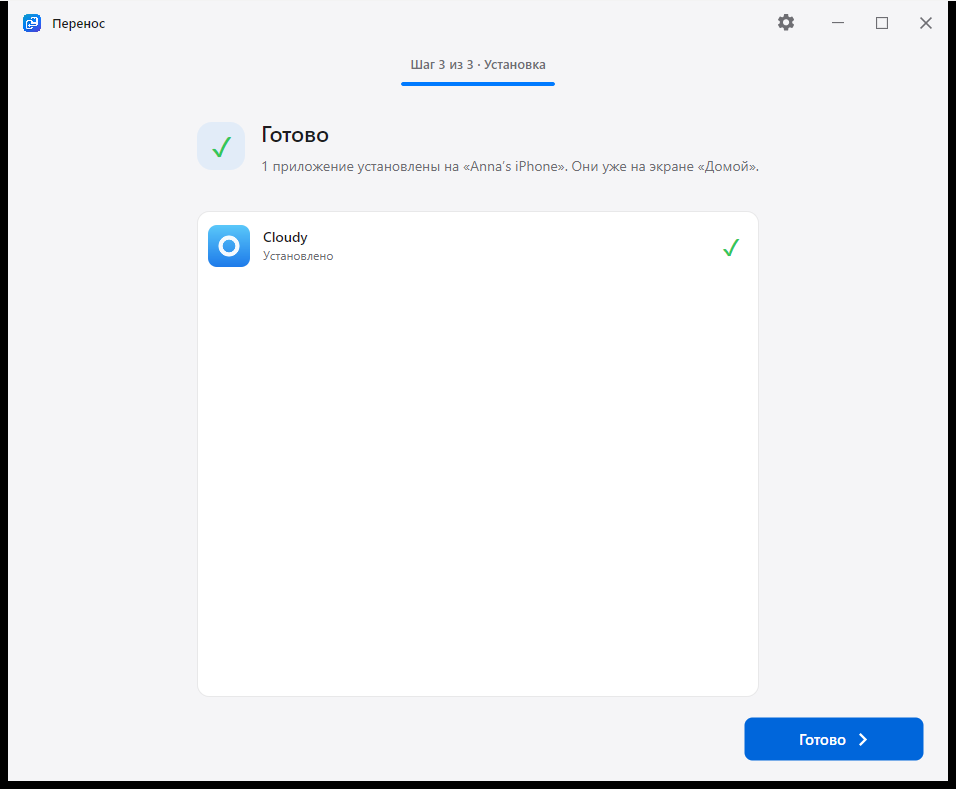 Перенос
Шаг 3 из 3 · Установка
Готово
1 приложение установлены на «Anna’s iPhone». Они уже на экране «Домой».
Cloudy
Установлено
Готово